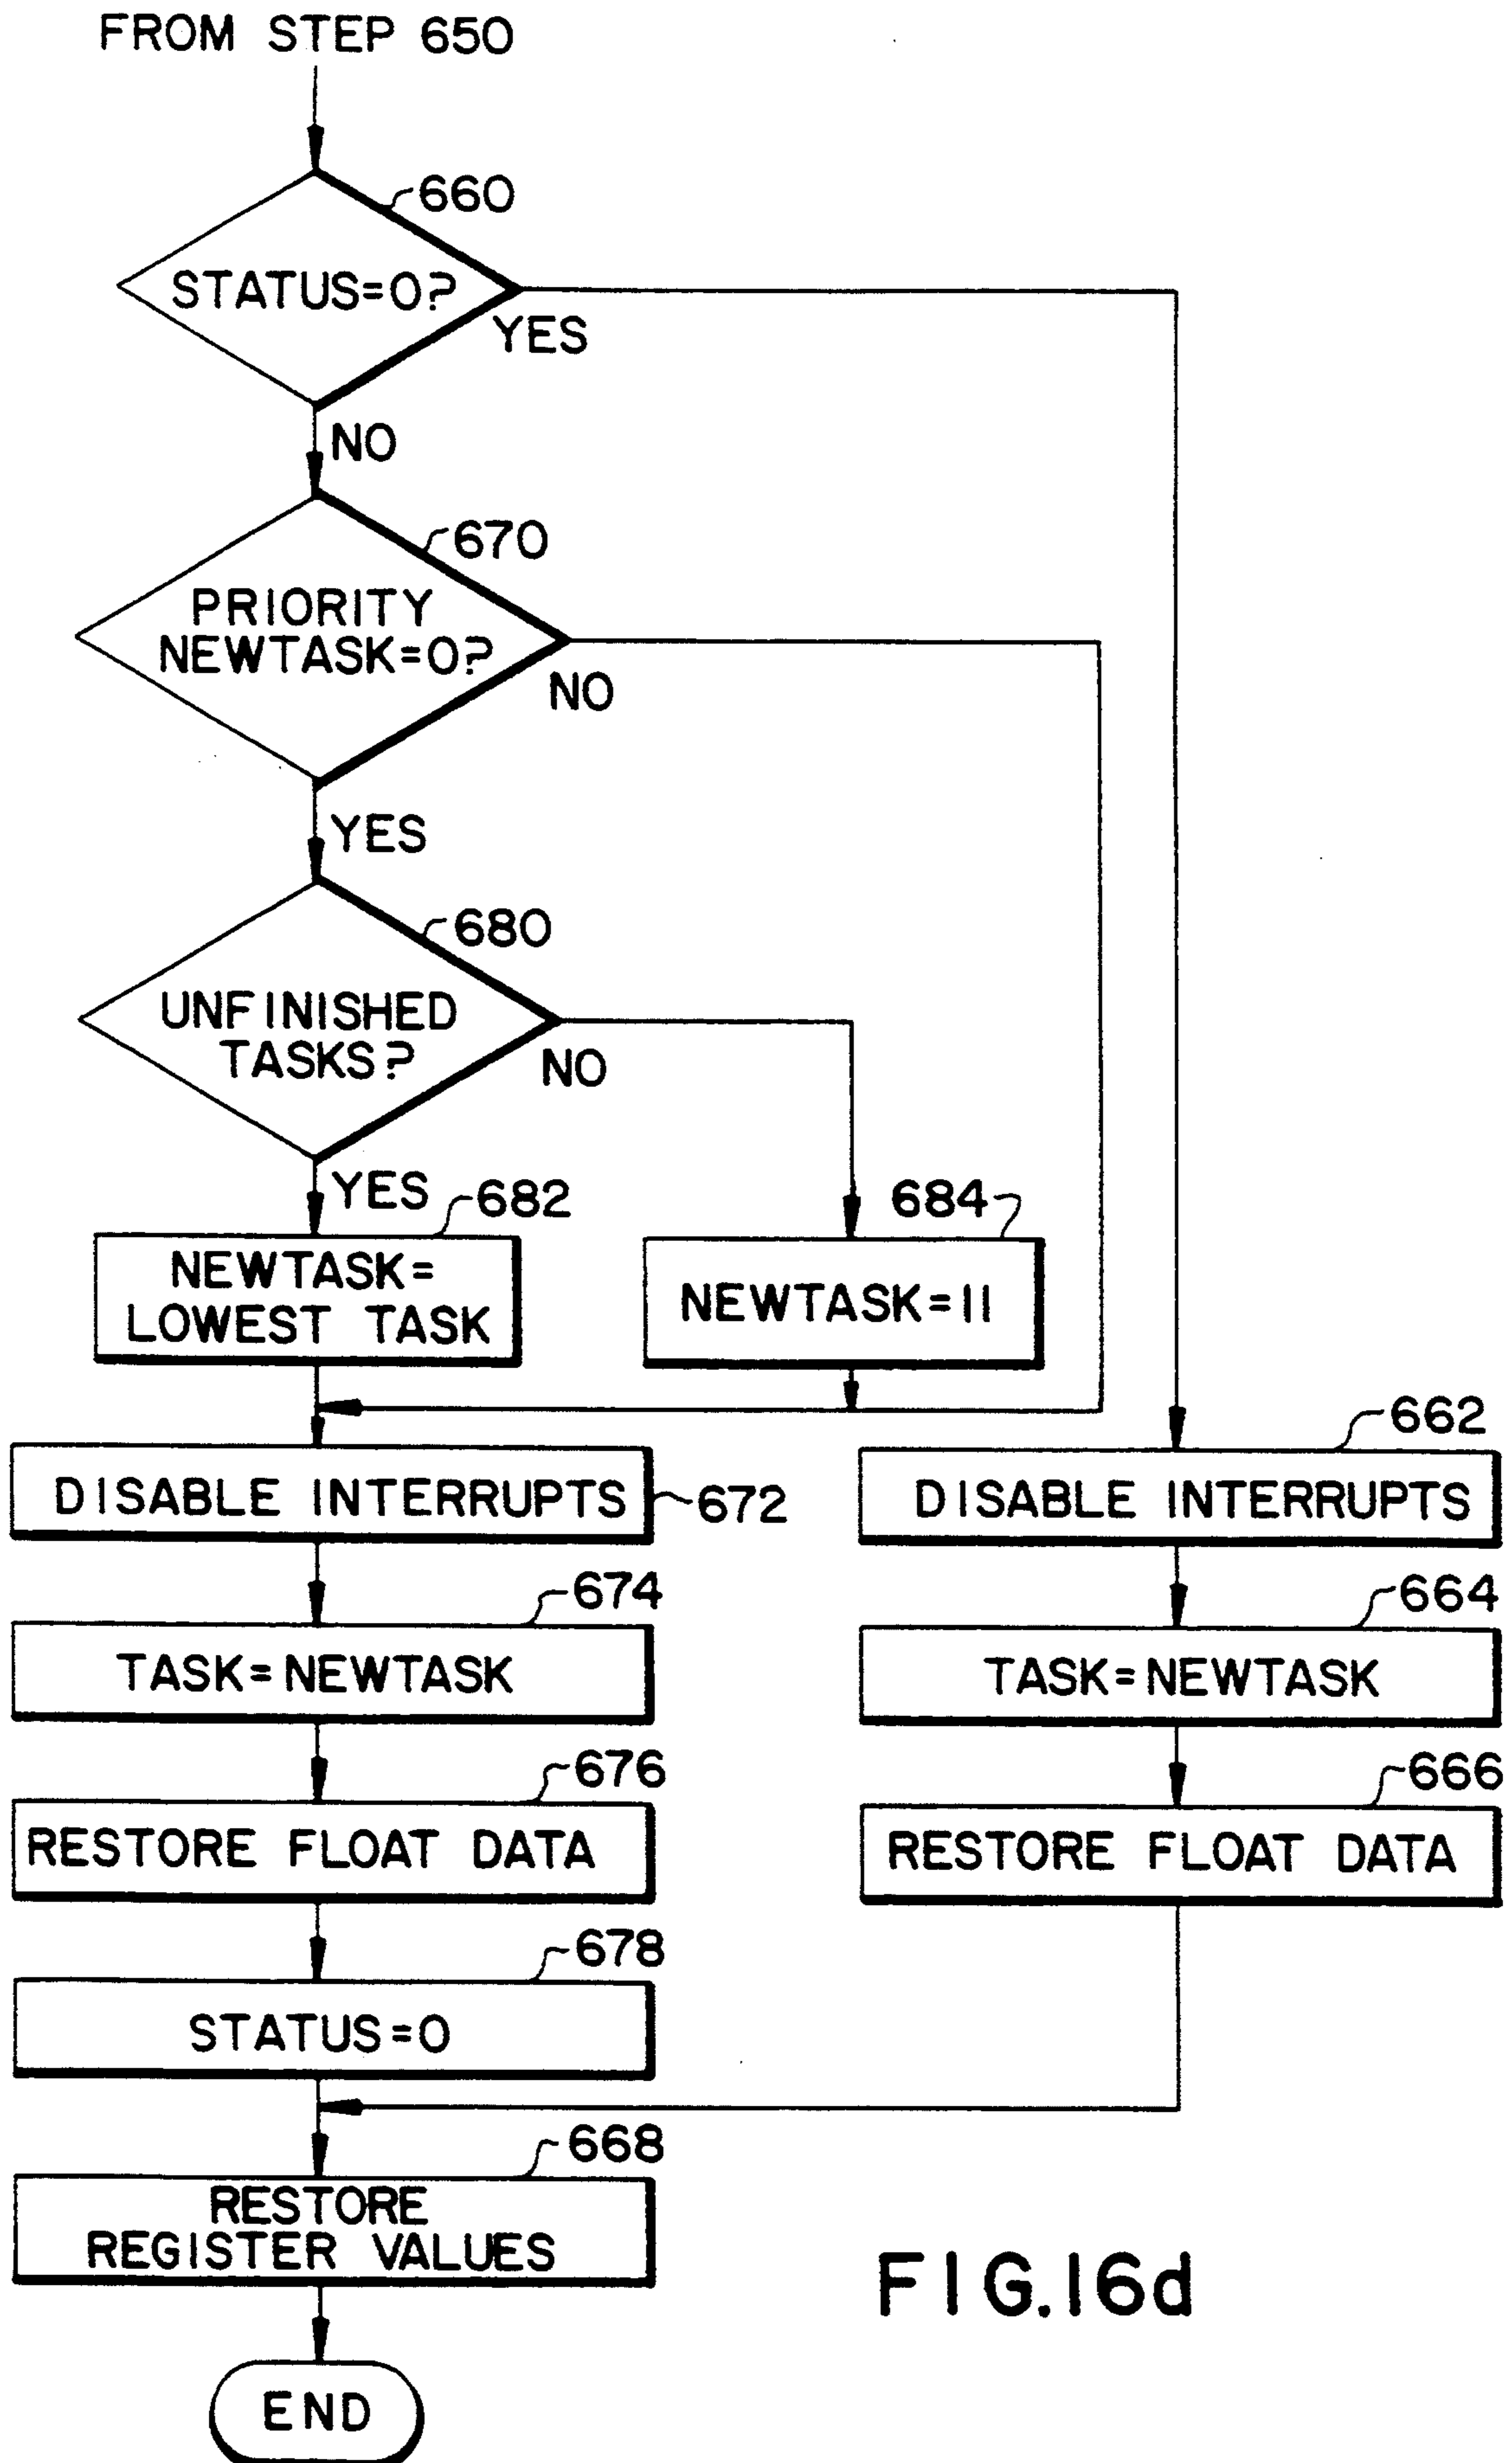 FROM STEP 650
660
STATUS=0?
YES
NO
670
PRIORITY
NEWTASK=0?
NO
YES
680
UNFINISHED
TASKS?
NO
YES
682
684
NEWTASK=
LOWEST TASK
NEWTASK=11
662
DISABLE INTERRUPTS
672
DISABLE INTERRUPTS
674
664
TASK=NEWTASK
TASK=NEWTASK
676
666
RESTORE FLOAT DATA
RESTORE FLOAT DATA
678
STATUS=0
668
RESTORE
REGISTER VALUES
FIG.16d
END